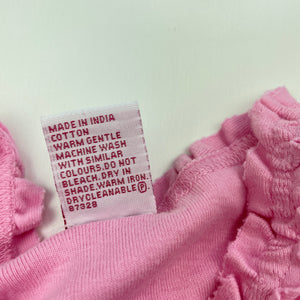 MADE IN INDIA
COTTON
WARM GENTLE
MACHINE WASH
WITH SIMILAR
COLOURS.DO NOT
BLEACH.DRY IN
SHADE.WARM IRON.
DRYCLEANABLE Ⓟ
87328